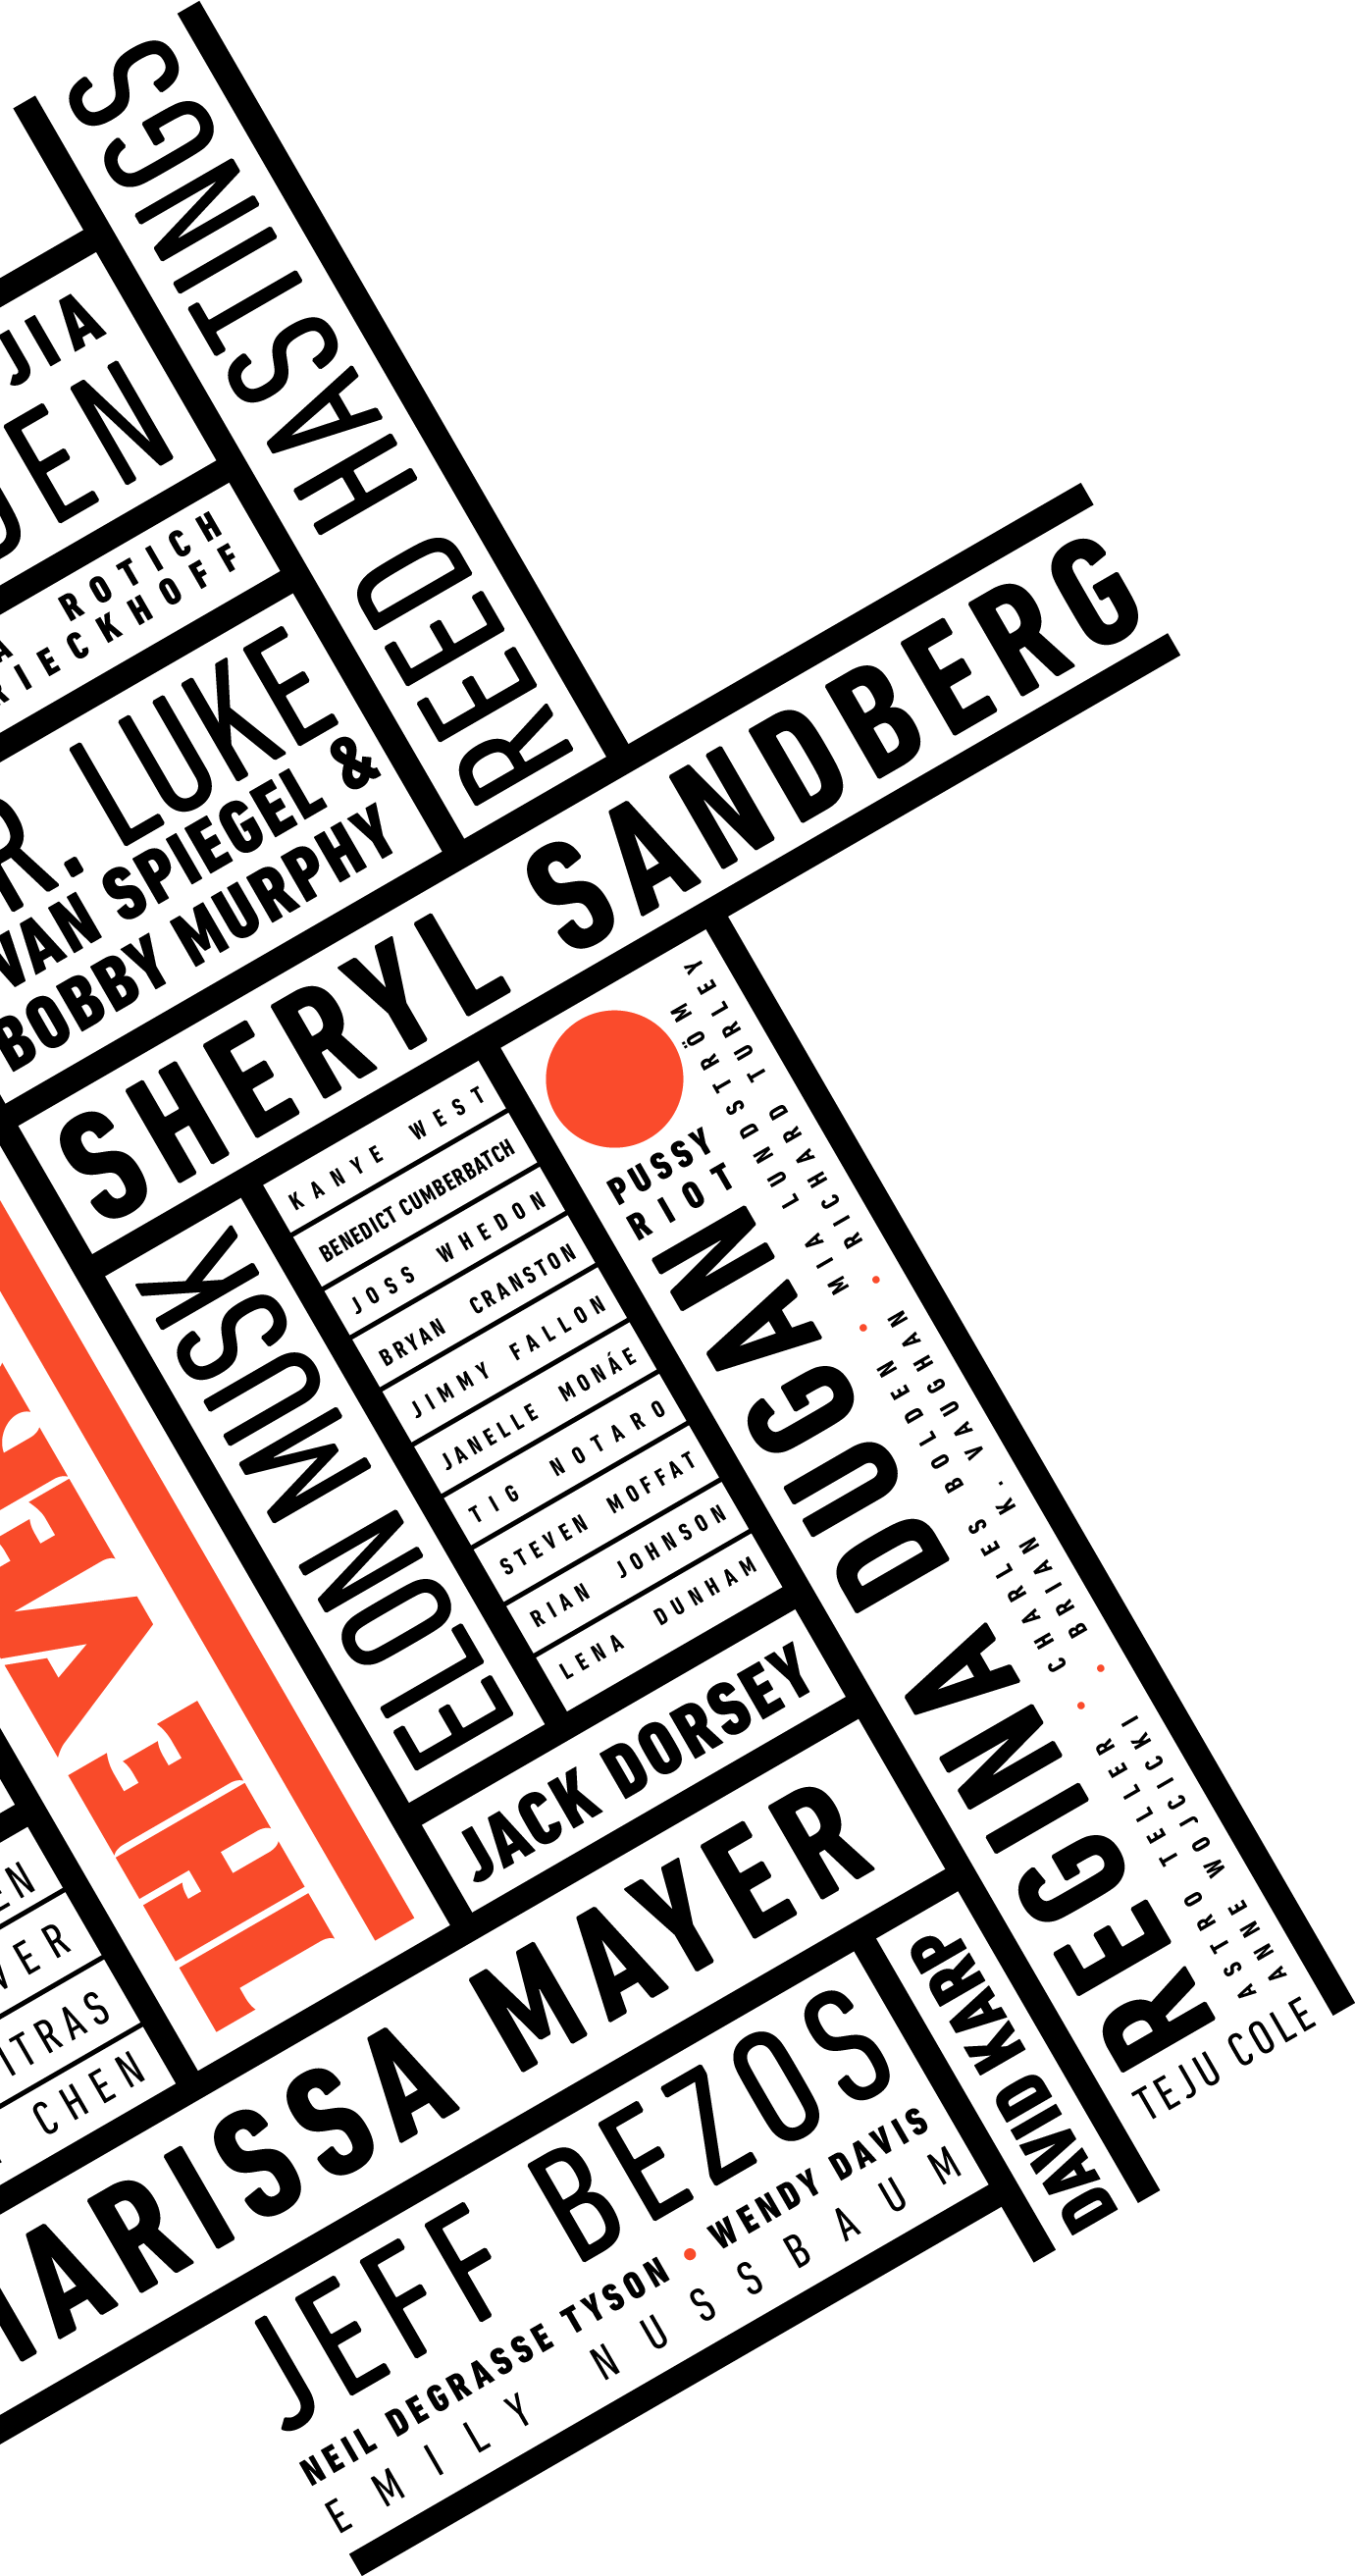 REED HASTINGS
JIA
DEN
ROTICH
RIECKHOFF
R. LUKE
VAN SPIEGEL &
BOBBY MURPHY
SHERYL SANDBERG
ELON MUSK
KANYE WEST
BENEDICT CUMBERBATCH
JOSS WHEDON
BRYAN CRANSTON
JIMMY FALLON
JANELLE MONÁE
TIG NOTARO
STEVEN MOFFAT
RIAN JOHNSON
LENA DUNHAM
PUSSY
RIOT
REGINA DUGAN
ASTRO TELLER • CHARLES BOLDEN • MIA LUNDSTRÖM
ANNE WOJCICKI • BRIAN K. VAUGHAN • RICHARD TURLEY
TEJU COLE
JACK DORSEY
THE
EN
VER
ITRAS
CHEN
MARISSA MAYER
JEFF BEZOS
NEIL DEGRASSE TYSON • WENDY DAVIS
EMILY NUSSBAUM
DAVID KARP